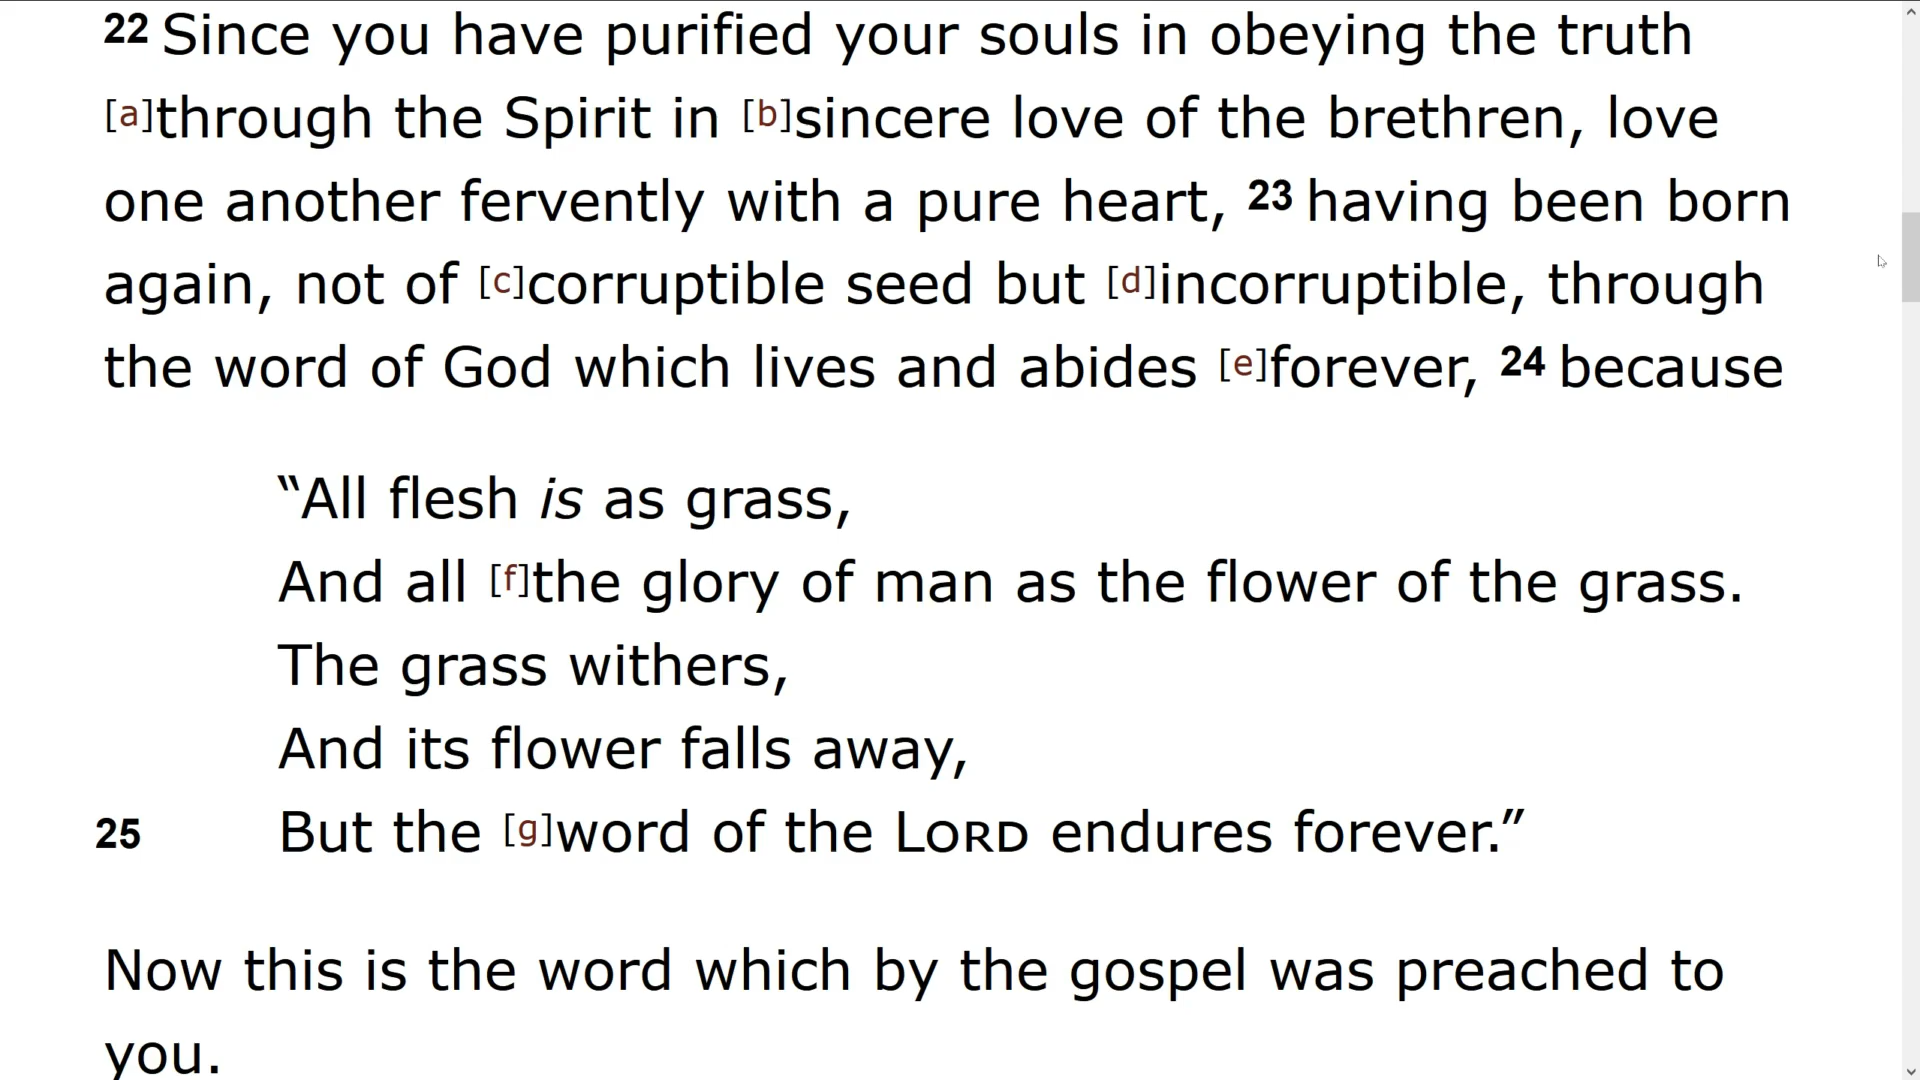 22 Since you have purified your souls in obeying the truth
[a]through the Spirit in [b]sincere love of the brethren, love
one another fervently with a pure heart, 23 having been born
again, not of [c]corruptible seed but [d]incorruptible, through
the word of God which lives and abides [e]forever, 24 because
“All flesh is as grass,
And all [f]the glory of man as the flower of the grass.
The grass withers,
And its flower falls away,
25 But the [g]word of the LORD endures forever.”
Now this is the word which by the gospel was preached to
you.